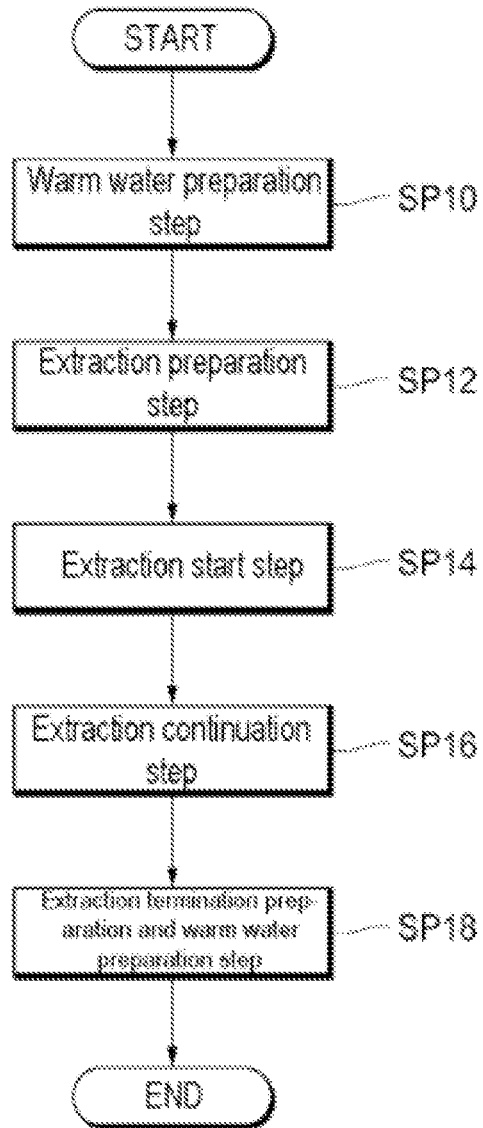 START
Warm water preparation
step
SP10
Extraction preparation
step
SP12
Extraction start step
SP14
Extraction continuation
step
SP16
Extraction termination prep-
aration and warm water
preparation step
SP18
END